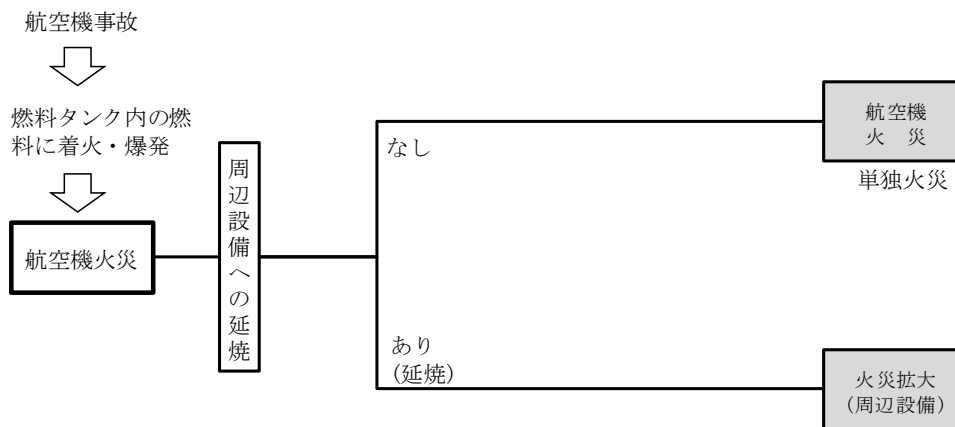 航空機事故
燃料タンク内の燃
料に着火・爆発
航空機火災
周辺設備への延焼
なし
あり
(延焼)
航空機
火　災
単独火災
火災拡大
(周辺設備)